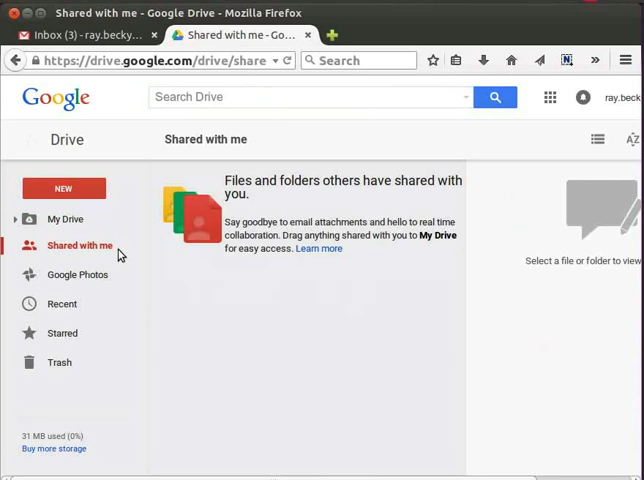 Shared with me - Google Drive - Mozilla Firefox
Inbox (3) - ray.becky...
Shared with me - Go...
https://drive.google.com/drive/share
Search
Google
Search Drive
ray.beck
Drive
Shared with me
AZ
NEW
Files and folders others have shared with
you.
My Drive
Say goodbye to email attachments and hello to real time
collaboration. Drag anything shared with you to My Drive
for easy access. Learn more
Shared with me
Select a file or folder to view
Google Photos
Recent
Starred
Trash
31 MB used (0%)
Buy more storage